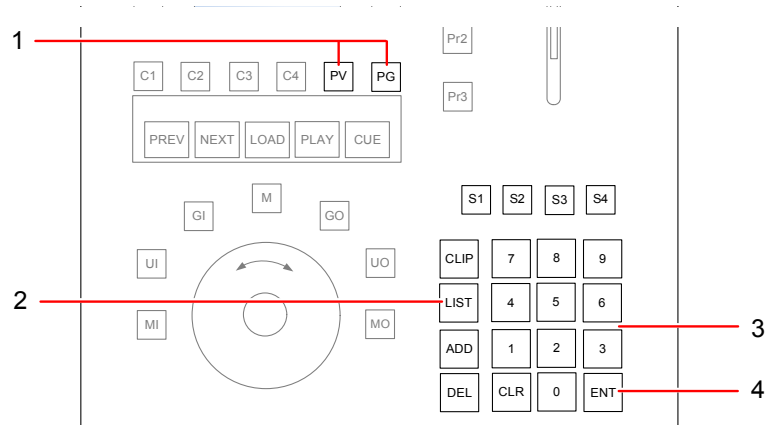 1
Pr2
C1 C2 C3 C4 PV PG
Pr3
PREV NEXT LOAD PLAY CUE
M
S1 S2 S3 S4
GI GO
CLIP 7 8 9
UI UO
2
LIST 4 5 6
MI MO
3
ADD 1 2 3
DEL CLR 0 ENT
4